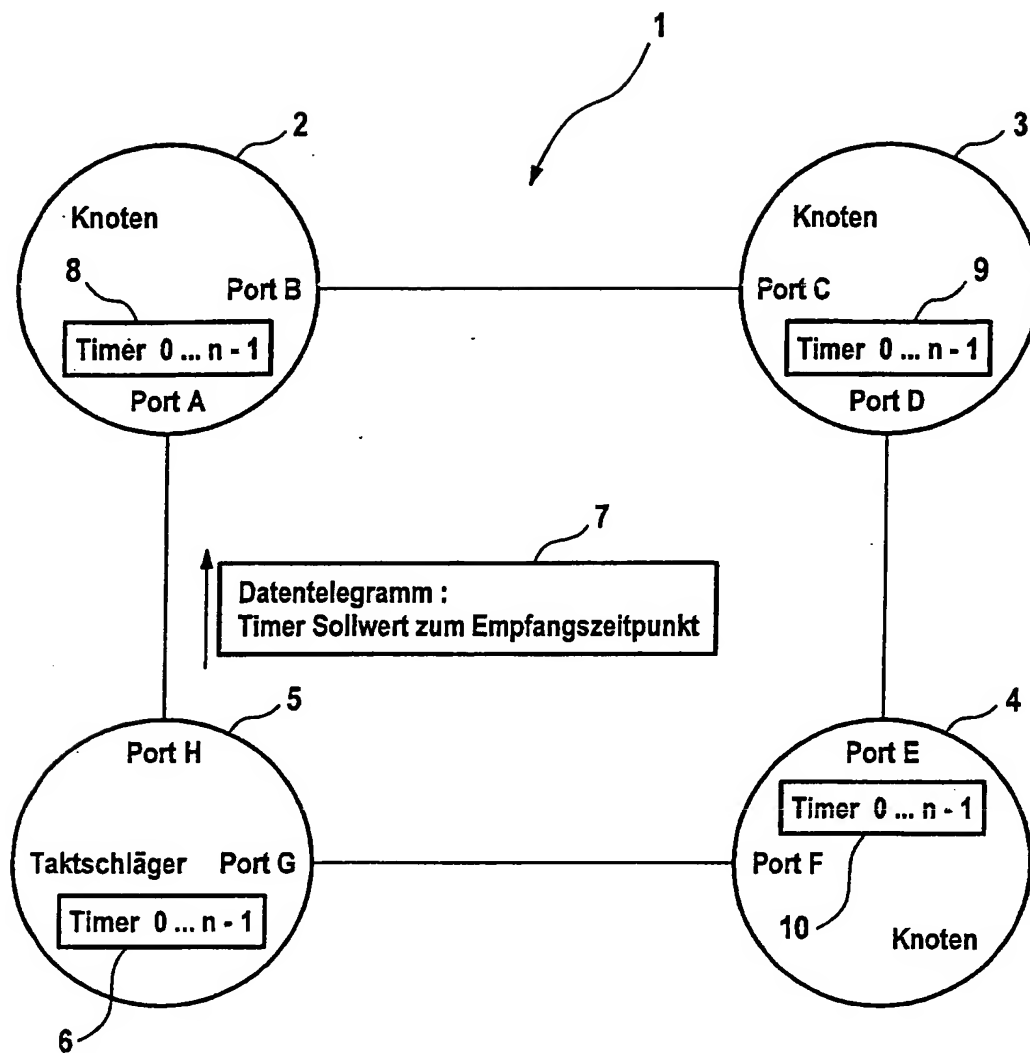 1
2
3
Knoten
Knoten
8
9
Port B
Port C
Timer 0 ... n - 1
Timer 0 ... n - 1
Port A
Port D
7
Datentelegramm :
Timer Sollwert zum Empfangszeitpunkt
5
4
Port H
Port E
Timer 0 ... n - 1
Taktschläger
Port G
Port F
Timer 0 ... n - 1
10
Knoten
6